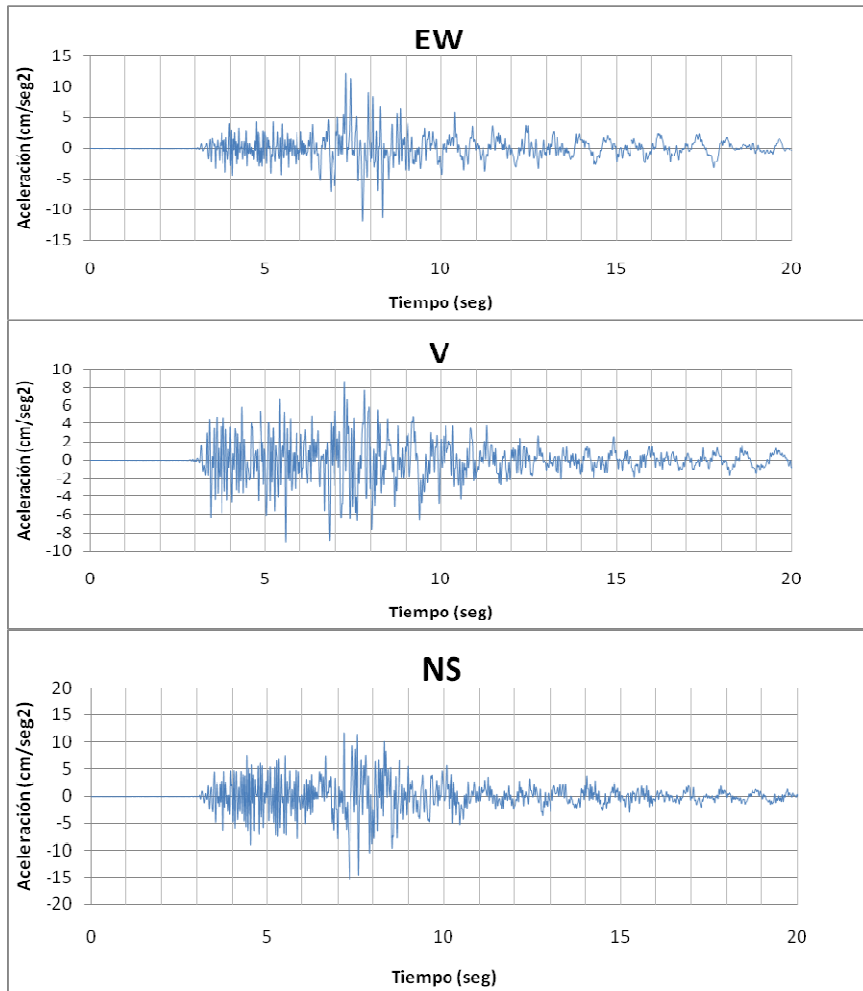 EW
Aceleracion (cm/seg2)
15
10
5
0
-5
-10
-15
0 5 10 15 20
Tiempo (seg)
V
Aceleración (cm/seg2)
10
8
6
4
2
0
-2
-4
-6
-8
-10
0 5 10 15 20
Tiempo (seg)
NS
Aceleración (cm/seg2)
20
15
10
5
0
-5
-10
-15
-20
0 5 10 15 20
Tiempo (seg)